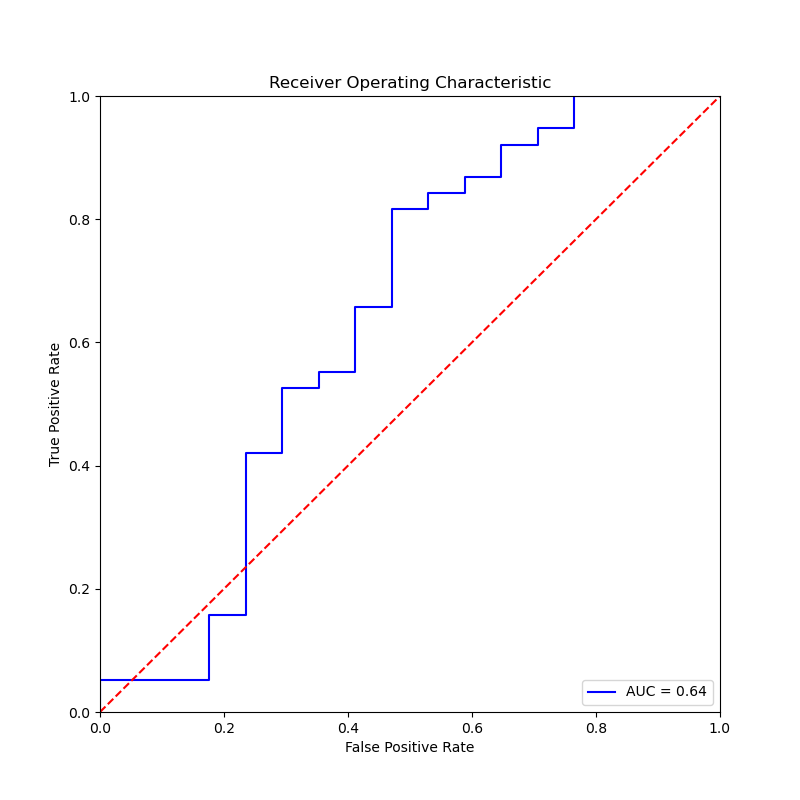 Receiver Operating Characteristic
1.0
0.8
0.6
0.4
0.2
0.0
True Positive Rate
AUC = 0.64
0.0 0.2 0.4 0.6 0.8 1.0
False Positive Rate